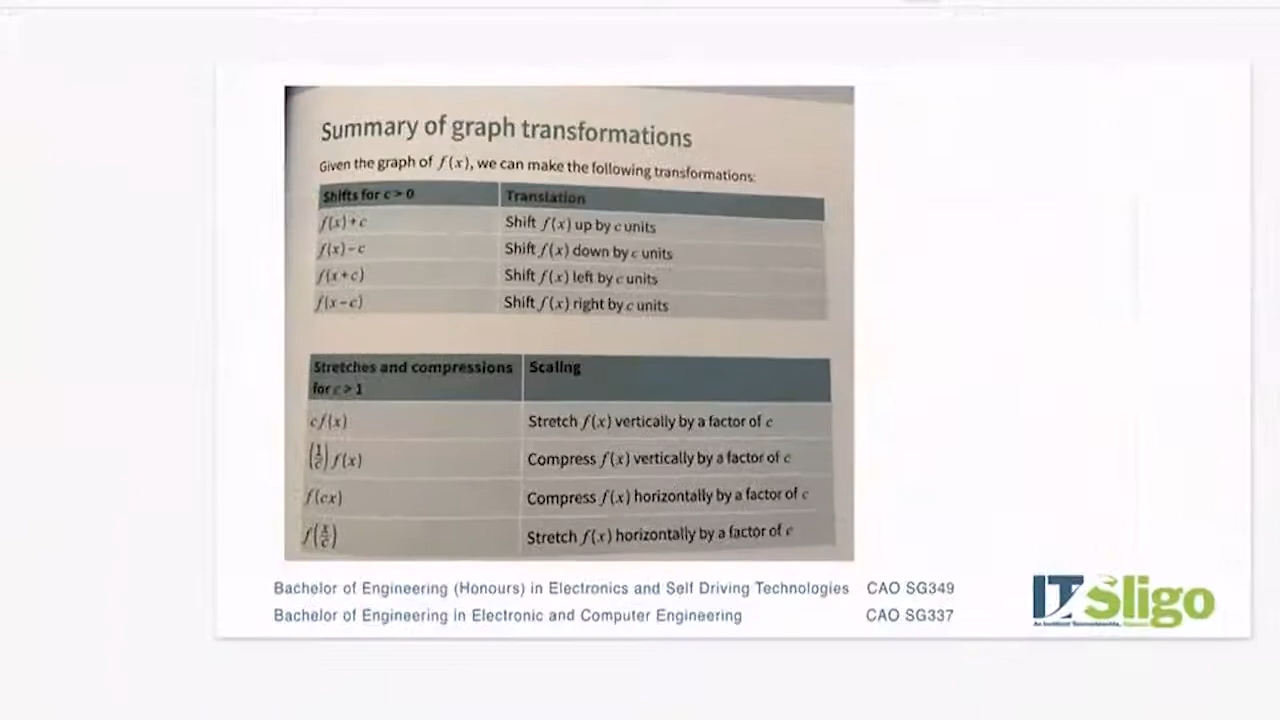 Summary of graph transformations
Given the graph of f(x), we can make the following transformations:
Shifts for c > 0 Translation
f(x)+c Shift f(x) up by c units
f(x)−c Shift f(x) down by c units
f(x+c) Shift f(x) left by c units
f(x−c) Shift f(x) right by c units
Stretches and compressions Scaling
for c > 1
cf(x) Stretch f(x) vertically by a factor of c
(1/c) f(x) Compress f(x) vertically by a factor of c
f(cx) Compress f(x) horizontally by a factor of c
f(x/c) Stretch f(x) horizontally by a factor of c
Bachelor of Engineering (Honours) in Electronics and Self Driving Technologies CAO SG349
Bachelor of Engineering in Electronic and Computer Engineering CAO SG337
IT Sligo